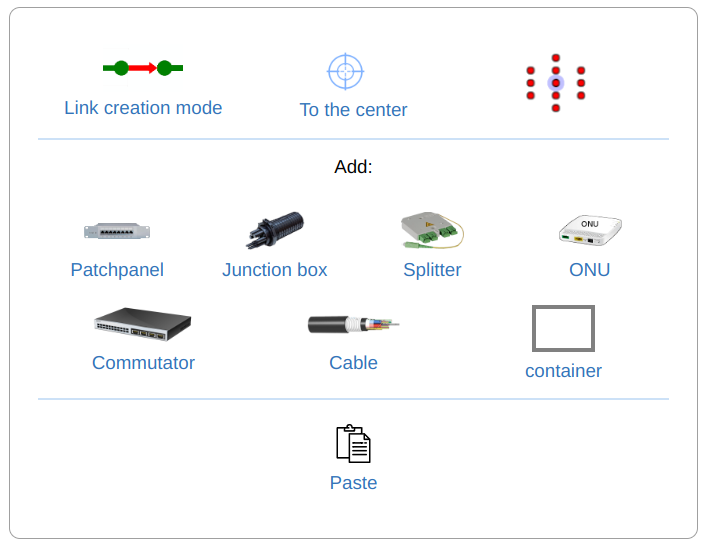 Link creation mode
To the center
Add:
Patchpanel
Junction box
Splitter
ONU
ONU
Commutator
Cable
container
Paste